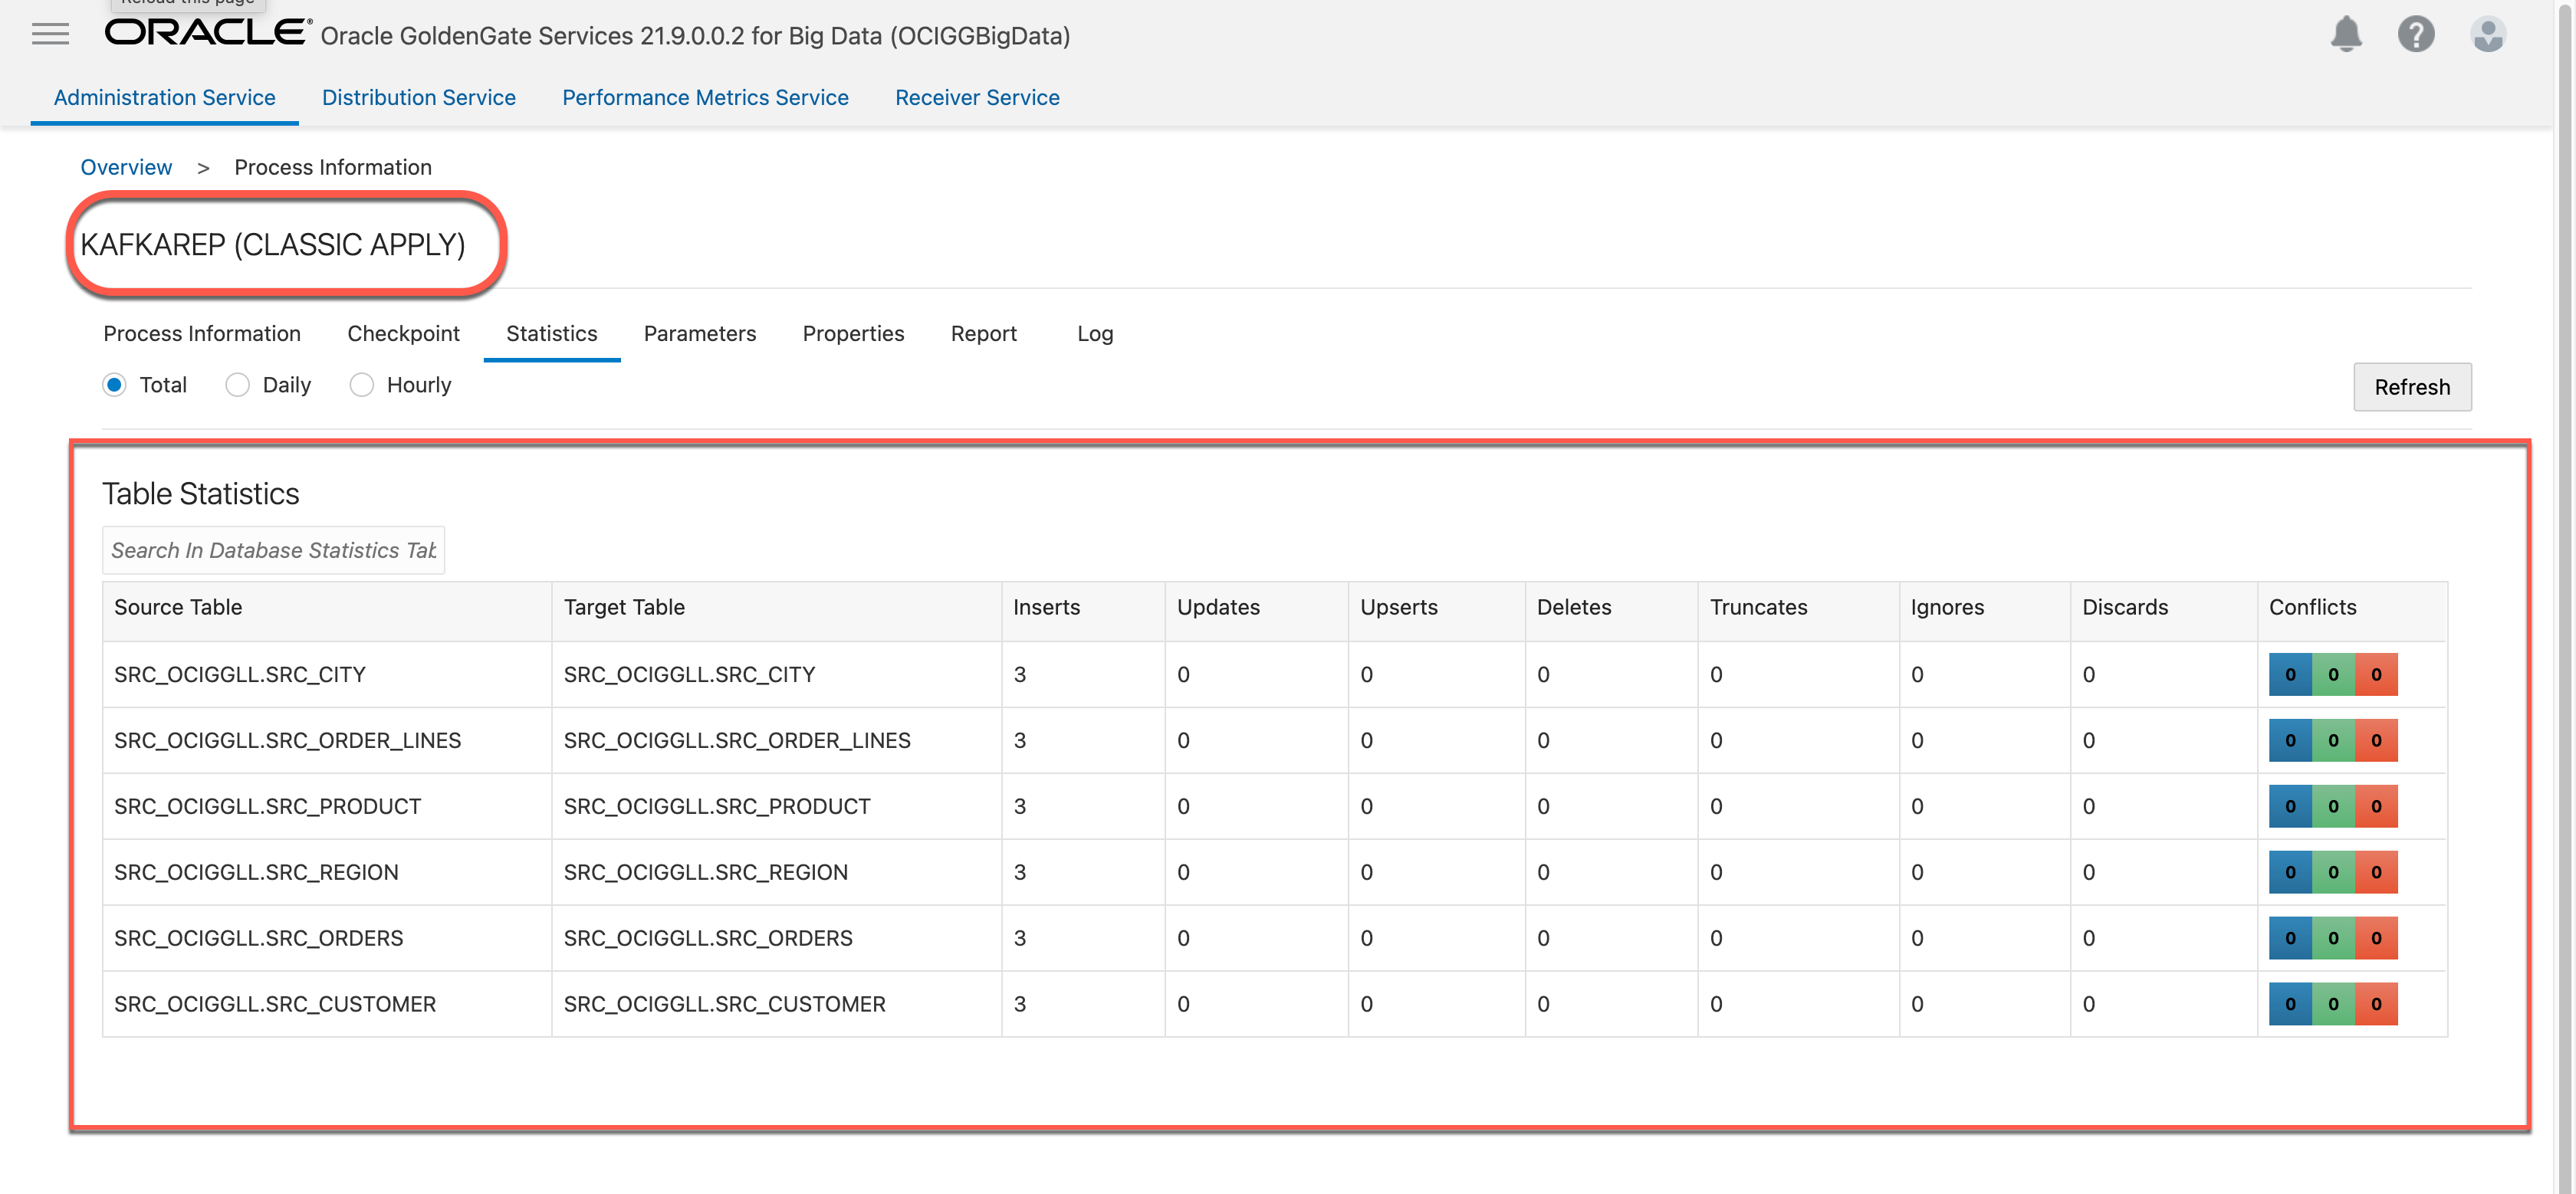 Reload this page
ORACLE® Oracle GoldenGate Services 21.9.0.0.2 for Big Data (OCIGGBigData)
Administration Service Distribution Service Performance Metrics Service Receiver Service
Overview > Process Information
KAFKAREP (CLASSIC APPLY)
Process Information Checkpoint Statistics Parameters Properties Report Log
Total Daily Hourly
Refresh
Table Statistics
Search In Database Statistics Tab
Source Table Target Table Inserts Updates Upserts Deletes Truncates Ignores Discards Conflicts
SRC_OCIGGLL.SRC_CITY SRC_OCIGGLL.SRC_CITY 3 0 0 0 0 0 0 0 0 0
SRC_OCIGGLL.SRC_ORDER_LINES SRC_OCIGGLL.SRC_ORDER_LINES 3 0 0 0 0 0 0 0 0 0
SRC_OCIGGLL.SRC_PRODUCT SRC_OCIGGLL.SRC_PRODUCT 3 0 0 0 0 0 0 0 0 0
SRC_OCIGGLL.SRC_REGION SRC_OCIGGLL.SRC_REGION 3 0 0 0 0 0 0 0 0 0
SRC_OCIGGLL.SRC_ORDERS SRC_OCIGGLL.SRC_ORDERS 3 0 0 0 0 0 0 0 0 0
SRC_OCIGGLL.SRC_CUSTOMER SRC_OCIGGLL.SRC_CUSTOMER 3 0 0 0 0 0 0 0 0 0